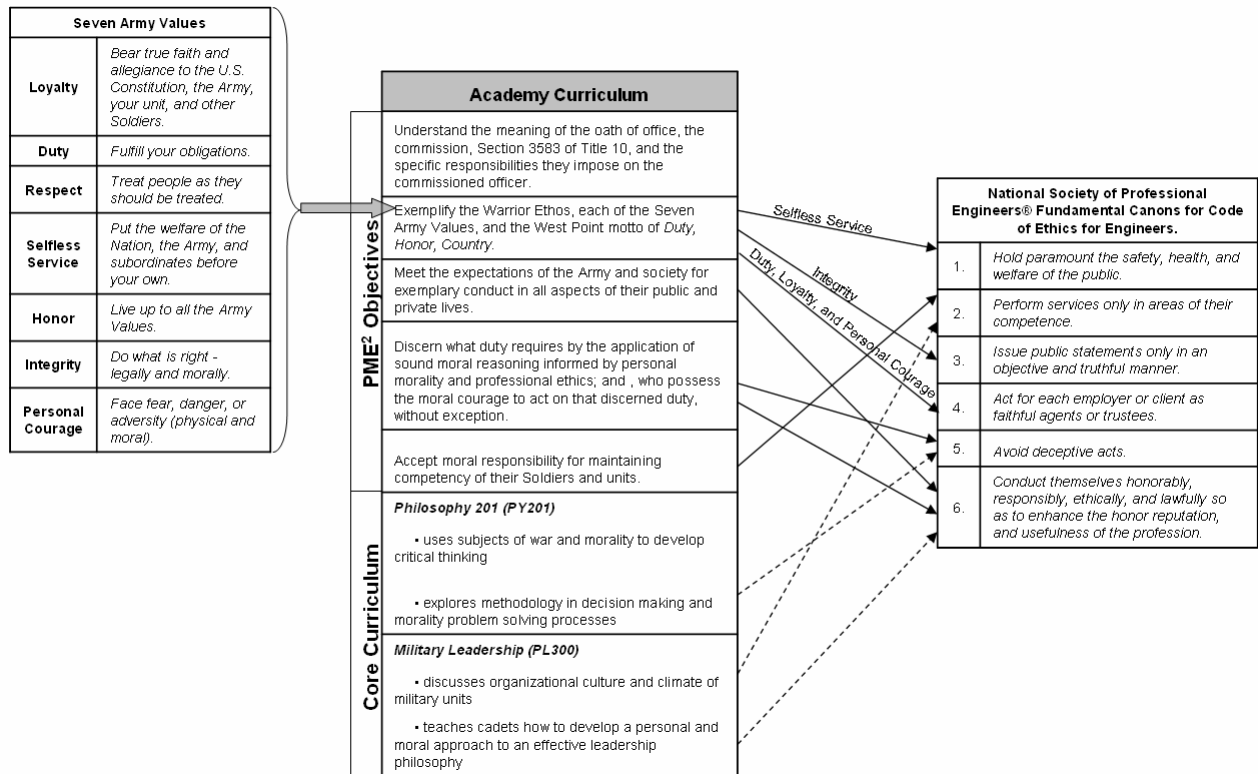 Seven Army Values
Loyalty
Bear true faith and
allegiance to the U.S.
Constitution, the Army,
your unit, and other
Soldiers.
Duty
Fulfill your obligations.
Respect
Treat people as they
should be treated.
Selfless
Service
Put the welfare of the
Nation, the Army, and
subordinates before
your own.
Honor
Live up to all the Army
Values.
Integrity
Do what is right -
legally and morally.
Personal
Courage
Face fear, danger, or
adversity (physical and
moral).
Academy Curriculum
PME² Objectives
Understand the meaning of the oath of office, the
commission, Section 3583 of Title 10, and the
specific responsibilities they impose on the
commissioned officer.
Exemplify the Warrior Ethos, each of the Seven
Army Values, and the West Point motto of Duty,
Honor, Country.
Meet the expectations of the Army and society for
exemplary conduct in all aspects of their public and
private lives.
Discern what duty requires by the application of
sound moral reasoning informed by personal
morality and professional ethics; and , who possess
the moral courage to act on that discerned duty,
without exception.
Accept moral responsibility for maintaining
competency of their Soldiers and units.
Core Curriculum
Philosophy 201 (PY201)
▪ uses subjects of war and morality to develop
critical thinking
▪ explores methodology in decision making and
morality problem solving processes
Military Leadership (PL300)
▪ discusses organizational culture and climate of
military units
▪ teaches cadets how to develop a personal and
moral approach to an effective leadership
philosophy
Selfless Service
Integrity
Duty, Loyalty, and Personal Courage
National Society of Professional
Engineers® Fundamental Canons for Code
of Ethics for Engineers.
1.
Hold paramount the safety, health, and
welfare of the public.
2.
Perform services only in areas of their
competence.
3.
Issue public statements only in an
objective and truthful manner.
4.
Act for each employer or client as
faithful agents or trustees.
5.
Avoid deceptive acts.
6.
Conduct themselves honorably,
responsibly, ethically, and lawfully so
as to enhance the honor reputation,
and usefulness of the profession.